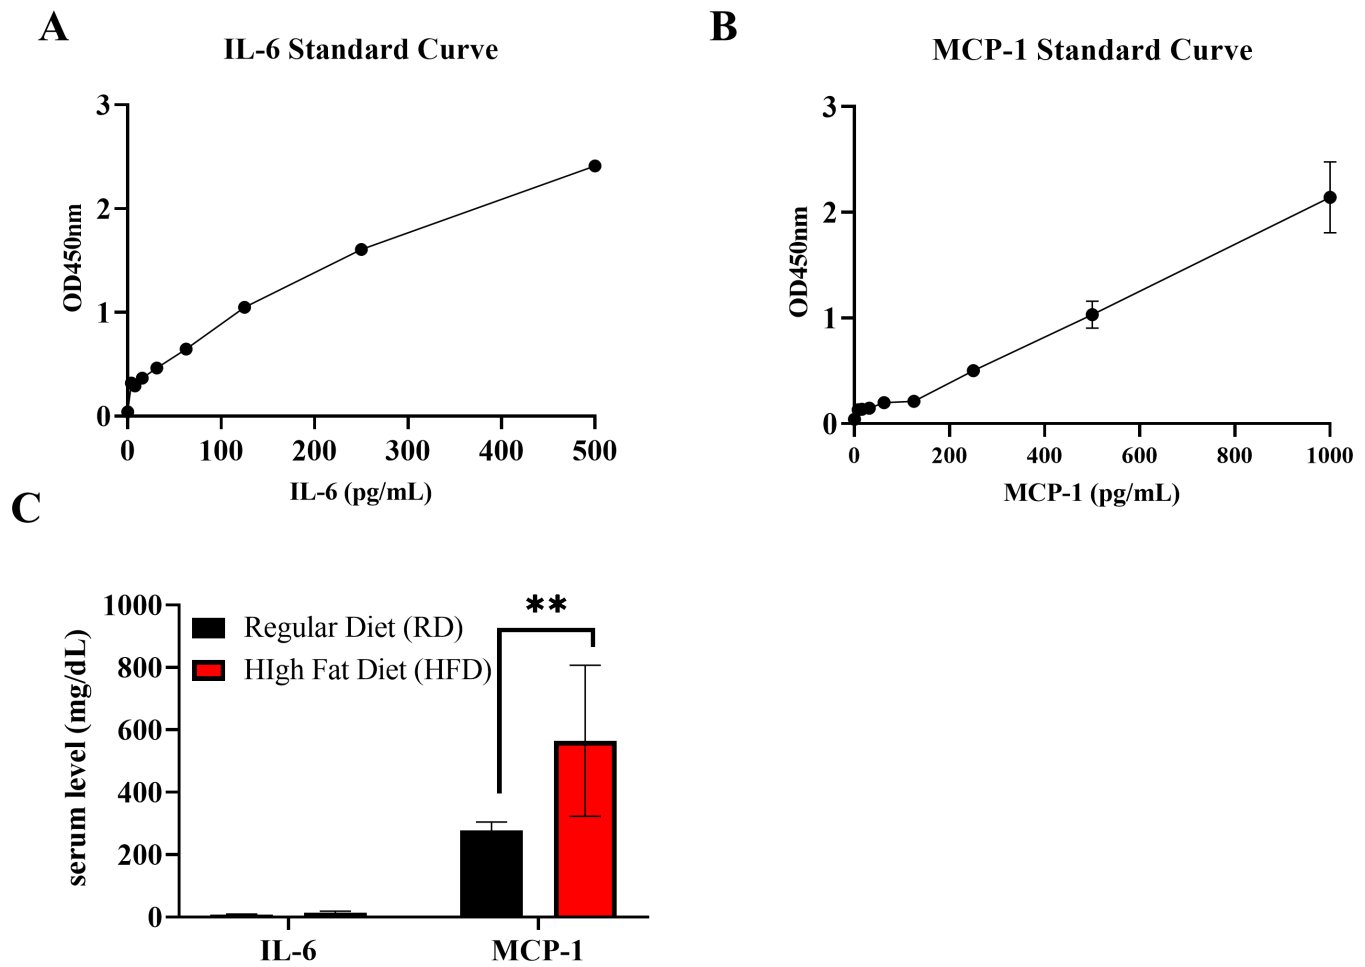 A
IL-6 Standard Curve
3
2
1
0
OD450nm
0 100 200 300 400 500
IL-6 (pg/mL)
B
MCP-1 Standard Curve
3
2
1
0
OD450nm
0 200 400 600 800 1000
MCP-1 (pg/mL)
C
1000
800
600
400
200
0
serum level (mg/dL)
Regular Diet (RD)
HIgh Fat Diet (HFD)
**
IL-6 MCP-1